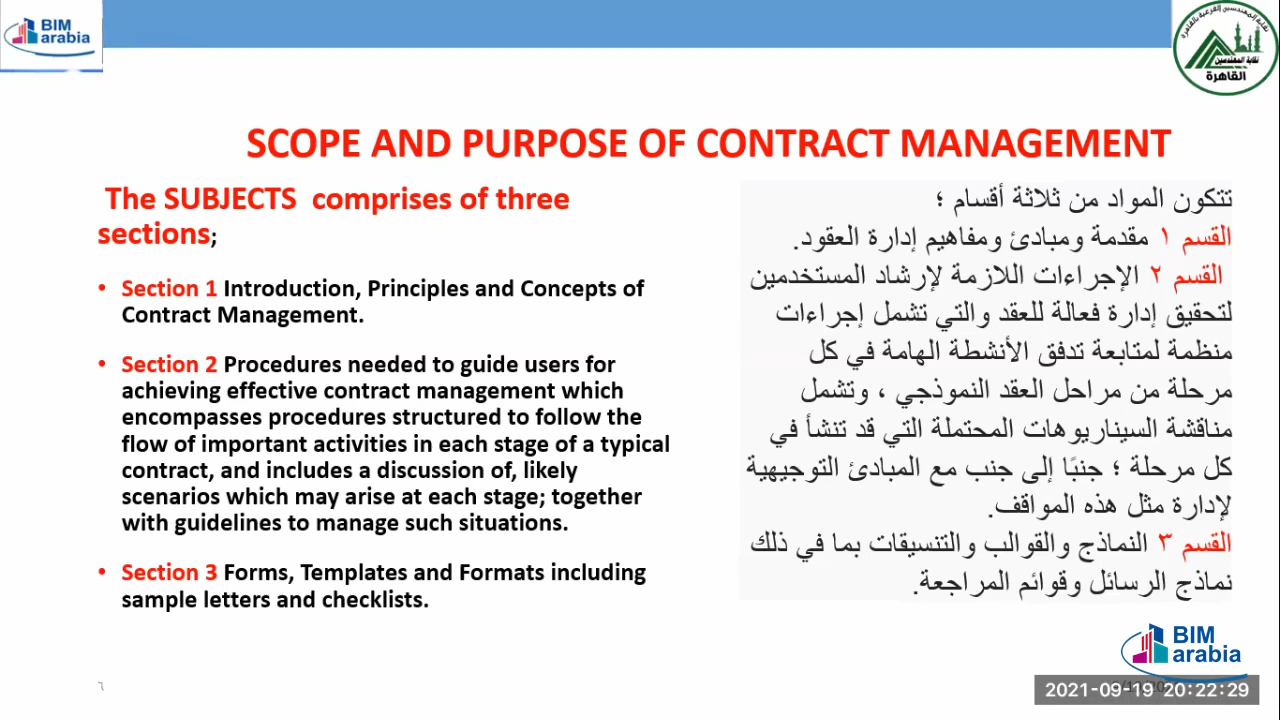 BIM
arabia
نقابة المهندسين الفرعية بالقاهرة
نقابة المهندسين
القاهرة
SCOPE AND PURPOSE OF CONTRACT MANAGEMENT
The SUBJECTS comprises of three
sections;
• Section 1 Introduction, Principles and Concepts of
Contract Management.
• Section 2 Procedures needed to guide users for
achieving effective contract management which
encompasses procedures structured to follow the
flow of important activities in each stage of a typical
contract, and includes a discussion of, likely
scenarios which may arise at each stage; together
with guidelines to manage such situations.
• Section 3 Forms, Templates and Formats including
sample letters and checklists.
تتكون المواد من ثلاثة أقسام ؛
القسم ١ مقدمة ومبادئ ومفاهيم إدارة العقود.
القسم ٢ الإجراءات اللازمة لإرشاد المستخدمين
لتحقيق إدارة فعالة للعقد والتي تشمل إجراءات
منظمة لمتابعة تدفق الأنشطة الهامة في كل
مرحلة من مراحل العقد النموذجي ، وتشمل
مناقشة السيناريوهات المحتملة التي قد تنشأ في
كل مرحلة ؛ جنبًا إلى جنب مع المبادئ التوجيهية
لإدارة مثل هذه المواقف.
القسم ٣ النماذج والقوالب والتنسيقات بما في ذلك
نماذج الرسائل وقوائم المراجعة.
BIM
arabia
٦
2021-09-19 20:22:29